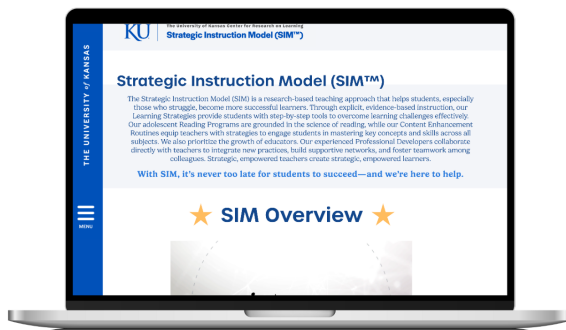 KU
The University of Kansas Center for Research on Learning
Strategic Instruction Model (SIM™)
THE UNIVERSITY of KANSAS
MENU
Strategic Instruction Model (SIM™)
The Strategic Instruction Model (SIM) is a research-based teaching approach that helps students, especially
those who struggle, become more successful learners. Through explicit, evidence-based instruction, our
Learning Strategies provide students with step-by-step tools to overcome learning challenges effectively.
Our adolescent Reading Programs are grounded in the science of reading, while our Content Enhancement
Routines equip teachers with strategies to engage students in mastering key concepts and skills across all
subjects. We also prioritize the growth of educators. Our experienced Professional Developers collaborate
directly with teachers to integrate new practices, build supportive networks, and foster teamwork among
colleagues. Strategic, empowered teachers create strategic, empowered learners.
With SIM, it's never too late for students to succeed—and we're here to help.
SIM Overview